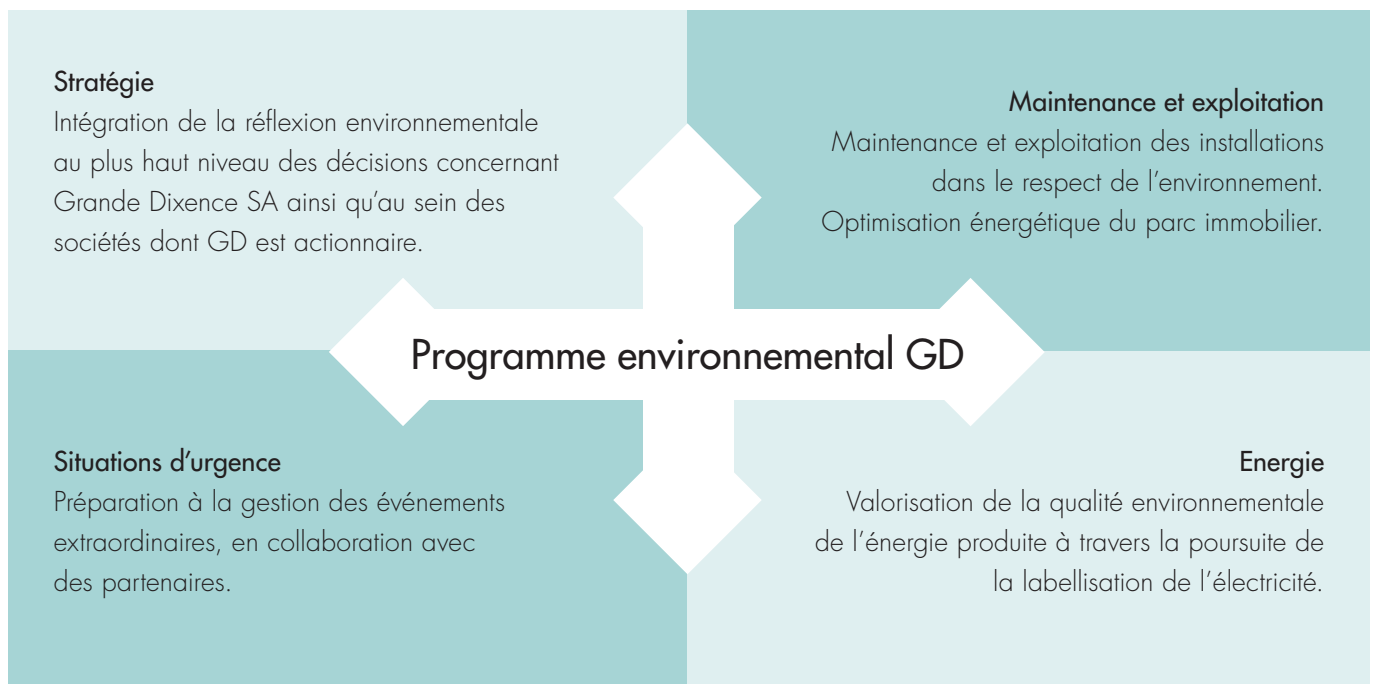 Stratégie
Intégration de la réflexion environnementale
au plus haut niveau des décisions concernant
Grande Dixence SA ainsi qu’au sein des
sociétés dont GD est actionnaire.
Maintenance et exploitation
Maintenance et exploitation des installations
dans le respect de l’environnement.
Optimisation énergétique du parc immobilier.
Programme environnemental GD
Situations d’urgence
Préparation à la gestion des événements
extraordinaires, en collaboration avec
des partenaires.
Energie
Valorisation de la qualité environnementale
de l’énergie produite à travers la poursuite de
la labellisation de l’électricité.